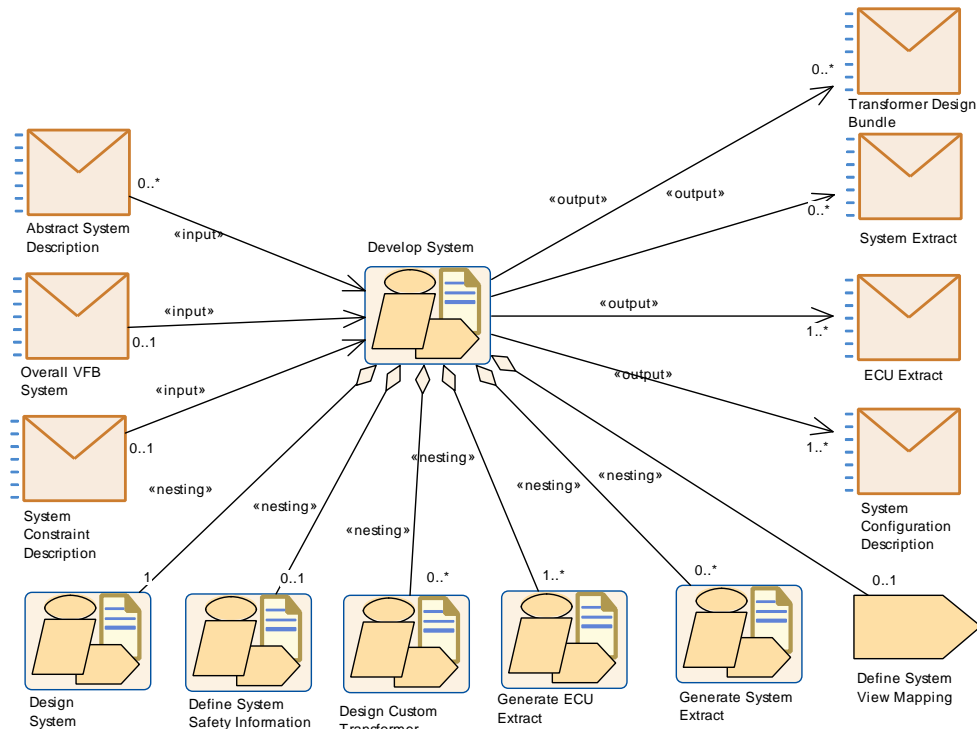 0..*
Transformer Design
Bundle
0..*
Abstract System
Description
«input»
«output»
«output»
0..*
System Extract
Develop System
«input»
0..1
Overall VFB
System
«output»
1..*
ECU Extract
«input»
0..1
System
Constraint
Description
«output»
1..*
System
Configuration
Description
«nesting»
«nesting»
«nesting»
«nesting»
«nesting»
1
0..1
0..*
1..*
0..*
0..1
Design
System
Define System
Safety Information
Design Custom
Transformer
Generate ECU
Extract
Generate System
Extract
Define System
View Mapping